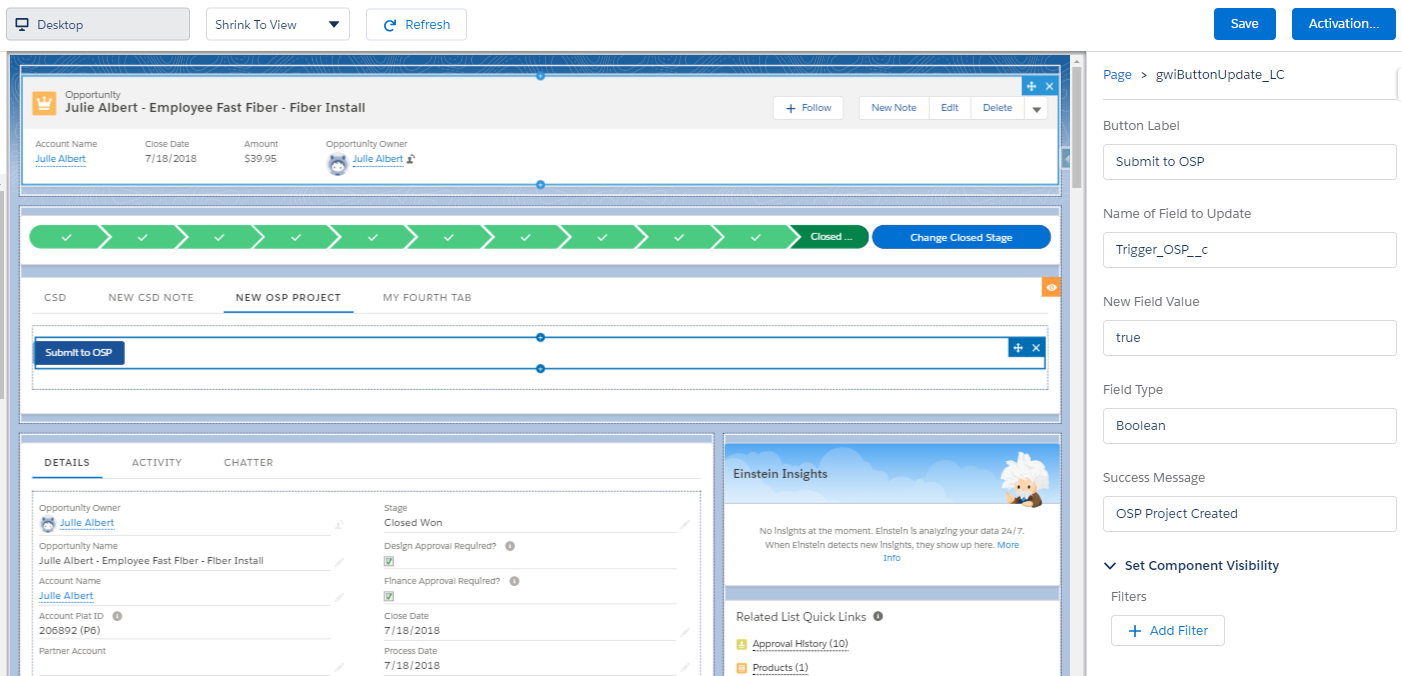 Desktop
Shrink To View
Refresh
Save
Activation...
Opportunity
Julie Albert - Employee Fast Fiber - Fiber Install
Follow
New Note
Edit
Delete
Account Name
Close Date
Amount
Opportunity Owner
Julie Albert
7/18/2018
$39.95
Julie Albert
Closed ...
Change Closed Stage
CSD
NEW CSD NOTE
NEW OSP PROJECT
MY FOURTH TAB
Submit to OSP
DETAILS
ACTIVITY
CHATTER
Opportunity Owner
Julie Albert
Opportunity Name
Julie Albert - Employee Fast Fiber - Fiber Install
Account Name
Julie Albert
Account Plat ID
206892 (P6)
Partner Account
Stage
Closed Won
Design Approval Required?
Finance Approval Required?
Close Date
7/18/2018
Process Date
7/18/2018
Einstein Insights
No insights at the moment. Einstein is analyzing your data 24/7.
When Einstein detects new insights, they show up here. More
Info
Related List Quick Links
Approval History (10)
Products (1)
Page > gwiButtonUpdate_LC
Button Label
Submit to OSP
Name of Field to Update
Trigger_OSP__c
New Field Value
true
Field Type
Boolean
Success Message
OSP Project Created
Set Component Visibility
Filters
Add Filter